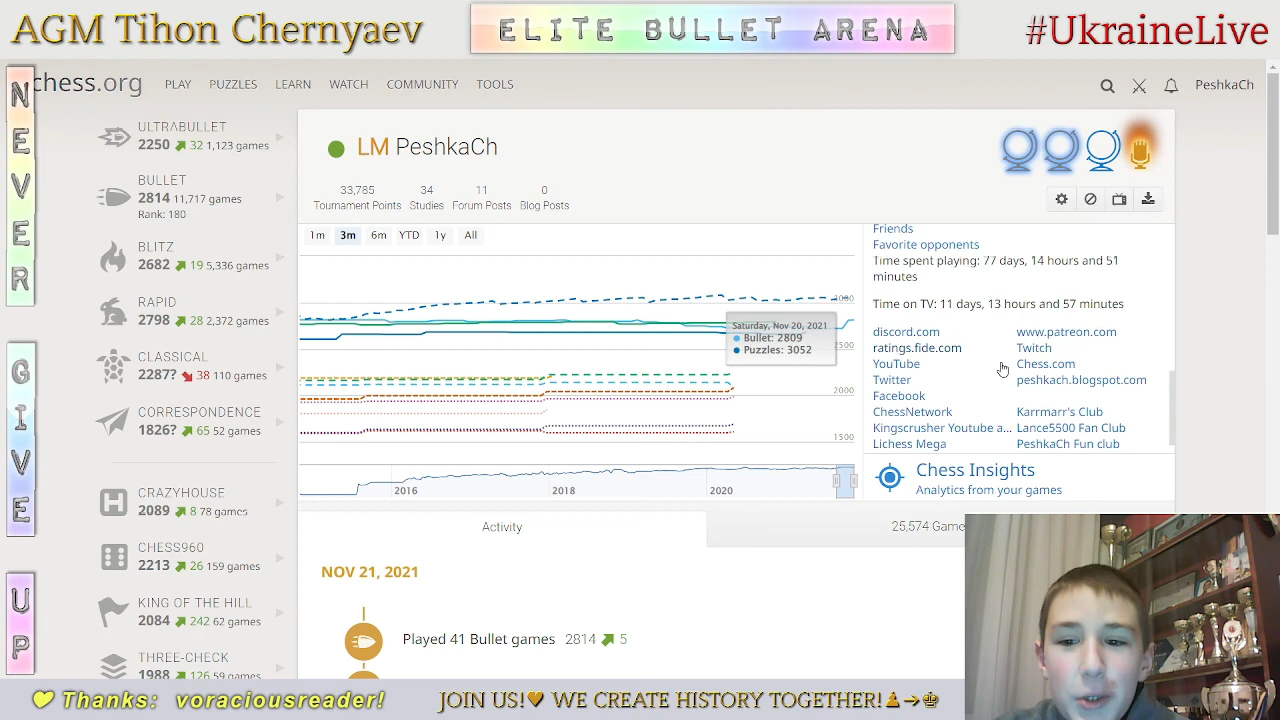 AGM Tihon Chernyaev
ELITE BULLET ARENA
#UkraineLive
NEVER
GIVE
UP
chess.org
PLAY PUZZLES LEARN WATCH COMMUNITY TOOLS
PeshkaCh
ULTRABULLET
2250 32 1,123 games
BULLET
2814 11,717 games
Rank: 180
BLITZ
2682 19 5,336 games
RAPID
2798 28 2,372 games
CLASSICAL
2287? 38 110 games
CORRESPONDENCE
1826? 65 52 games
CRAZYHOUSE
2089 8 78 games
CHESS960
2213 26 159 games
KING OF THE HILL
2084 242 62 games
THREE-CHECK
1988 126 59 games
LM PeshkaCh
33,785 34 11 0
Tournament Points Studies Forum Posts Blog Posts
1m 3m 6m YTD 1y All
3000
2500
2000
1500
Saturday, Nov 20, 2021
Bullet: 2809
Puzzles: 3052
2016 2018 2020
Friends
Favorite opponents
Time spent playing: 77 days, 14 hours and 51
minutes
Time on TV: 11 days, 13 hours and 57 minutes
discord.com www.patreon.com
ratings.fide.com Twitch
YouTube Chess.com
Twitter peshkach.blogspot.com
Facebook
ChessNetwork Karrmarr's Club
Kingscrusher Youtube a... Lance5500 Fan Club
Lichess Mega PeshkaCh Fun club
Chess Insights
Analytics from your games
Activity
25,574 Game
NOV 21, 2021
Played 41 Bullet games 2814 5
Thanks: voraciousreader!
JOIN US!♥ WE CREATE HISTORY TOGETHER!♟→♚